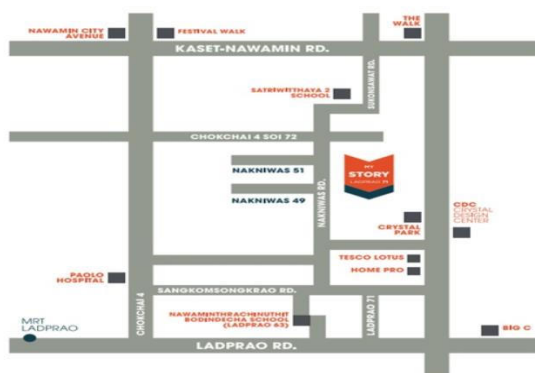 NAWAMIN CITY
AVENUE
FESTIVAL WALK
THE
WALK
KASET-NAWAMIN RD.
SUKONSAWAT RD.
SATRIWITTHAYA 2
SCHOOL
CHOKCHAI 4 SOI 72
NAKNIWAS 51
MY
STORY
LADPRAO 71
NAKNIWAS RD.
NAKNIWAS 49
CDC
CRYSTAL
DESIGN
CENTER
CRYSTAL
PARK
TESCO LOTUS
HOME PRO
PAOLO
HOSPITAL
SANGKOMSONGKRAO RD.
CHOKCHAI 4
LADPRAO 71
NAWAMINTHRACHINUTHIT
BODINDECHA SCHOOL
(LADPRAO 63)
MRT
LADPRAO
BIG C
LADPRAO RD.